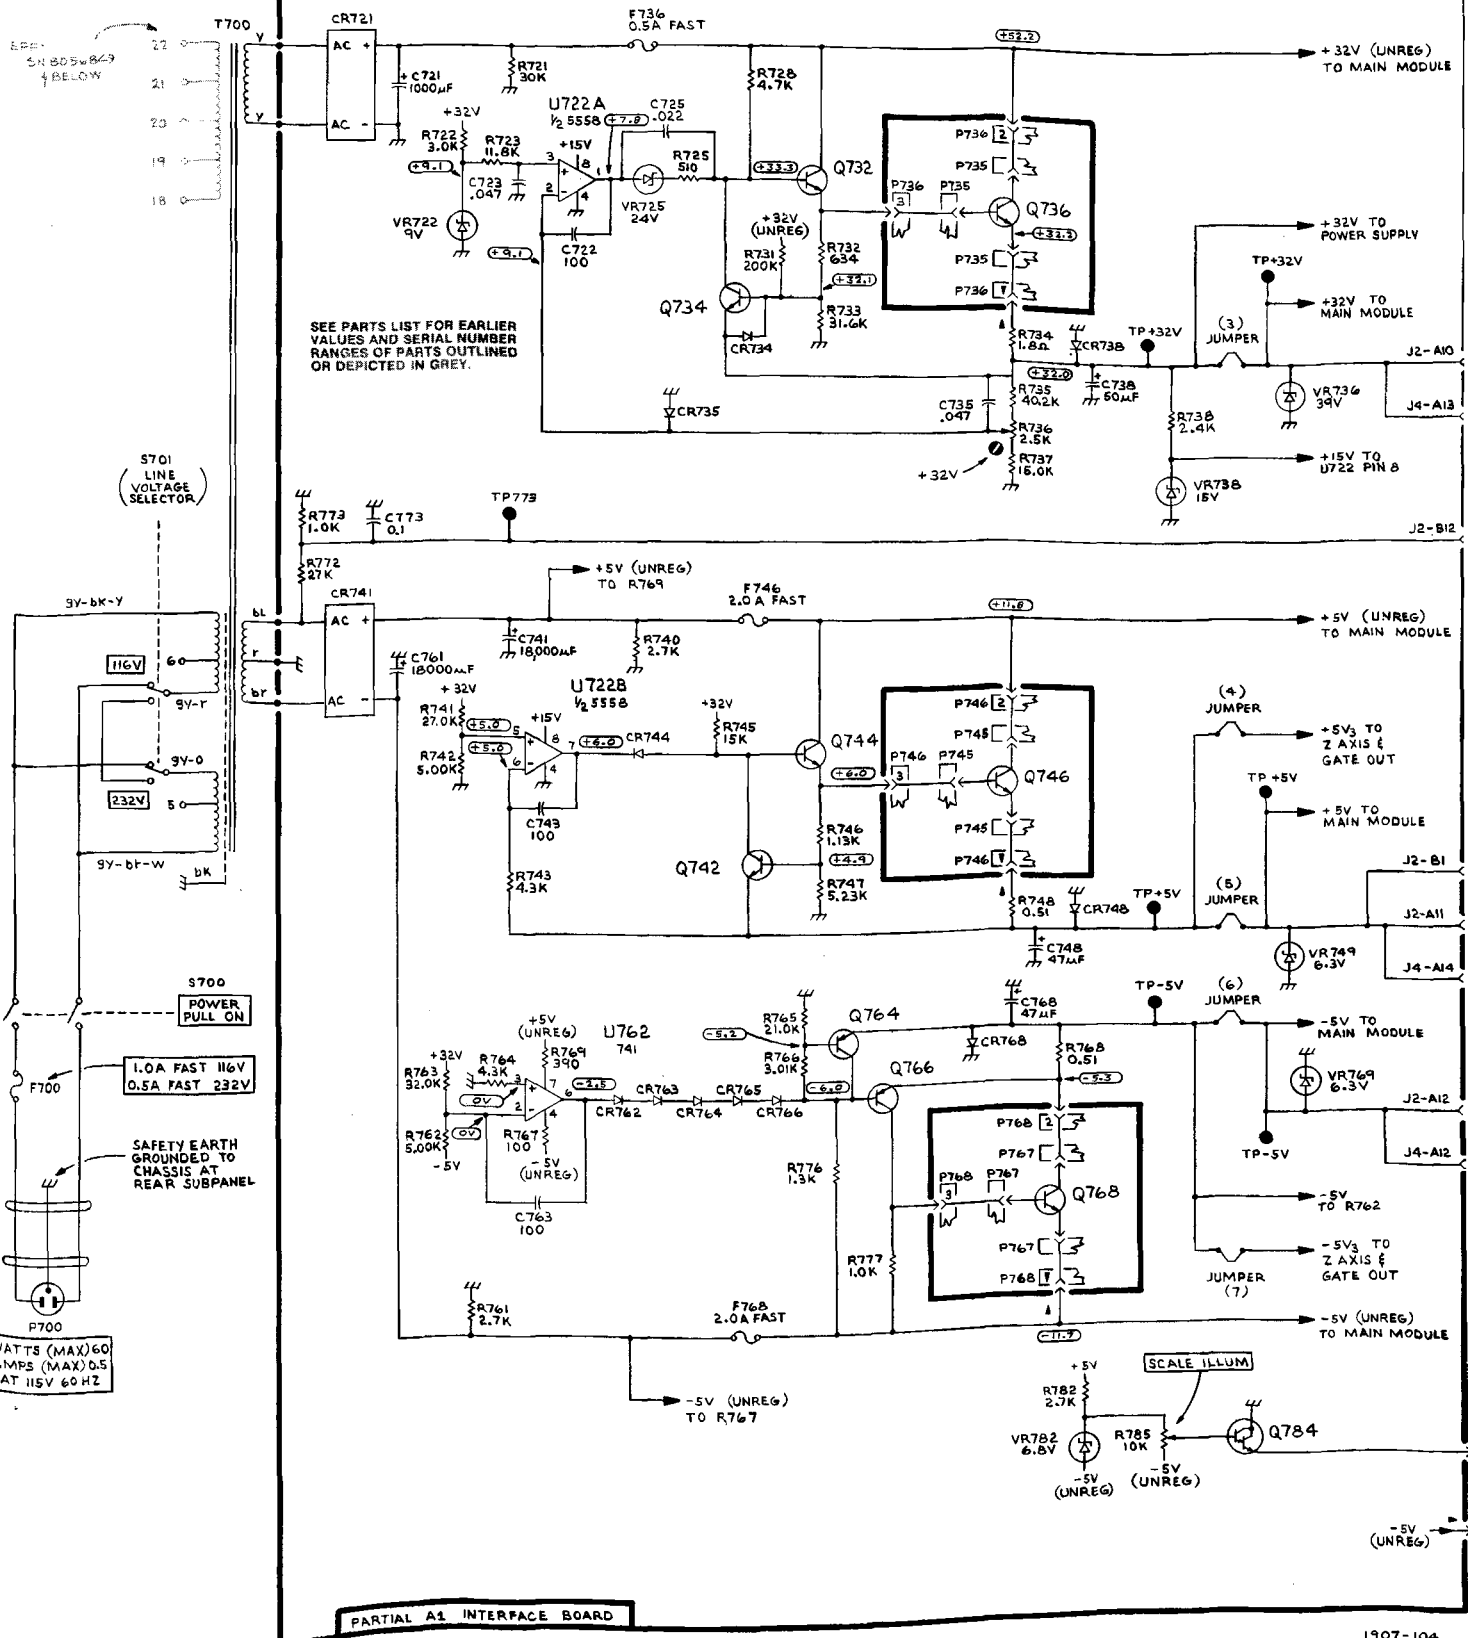 T700
CR721
F736
0.5A FAST
+52.2
+32V (UNREG)
TO MAIN MODULE
SN B056849
& BELOW
22
21
20
19
18
Y
Y
AC +
AC -
C721
1000µF
R721
30K
R728
4.7K
+32V
R722
3.0K
R723
11.8K
+9.1
C723
.047
VR722
9V
U722A
½ 5558
+7.8
+15V
3
8
1
2
4
C725
.022
R725
510
VR725
24V
C722
100
+9.1
+33.3
Q732
+32V
(UNREG)
R731
200K
R732
634
+32.1
R733
31.6K
Q734
CR734
P736 2
P735
P736
3
P735
Q736
+32.2
P735
P736 1
SEE PARTS LIST FOR EARLIER
VALUES AND SERIAL NUMBER
RANGES OF PARTS OUTLINED
OR DEPICTED IN GREY.
R734
1.8Ω
+32.0
CR738
TP+32V
(3)
JUMPER
TP+32V
+32V TO
POWER SUPPLY
+32V TO
MAIN MODULE
J2-A10
J4-A13
CR735
C735
.047
R735
40.2K
R736
2.5K
R737
15.0K
+32V
C738
50µF
R738
2.4K
VR736
39V
+15V TO
U722 PIN 8
VR738
15V
S701
LINE
VOLTAGE
SELECTOR
R773
1.0K
C773
0.1
TP773
J2-B12
R772
27K
+5V (UNREG)
TO R769
CR741
AC +
AC -
gy-bk-y
bl
r
br
116V
6
gy-r
gy-o
232V
5
gy-br-w
bk
C741
18,000µF
R740
2.7K
F746
2.0A FAST
+11.8
+5V (UNREG)
TO MAIN MODULE
C761
18000µF
+32V
R741
27.0K
+5.0
R742
5.00K
+5.0
U722B
½ 5558
+15V
5
8
7
6
4
+6.0
CR744
+32V
R745
15K
C743
100
R743
4.3K
Q744
+6.0
Q742
R746
1.13K
+4.9
R747
5.23K
P746 2
P745
P746
3
P745
Q746
P745
P746 1
(4)
JUMPER
+5V3 TO
Z AXIS &
GATE OUT
TP +5V
+5V TO
MAIN MODULE
J2-B1
R748
0.51
CR748
TP+5V
(5)
JUMPER
J2-A11
C748
47µF
VR749
6.3V
J4-A14
S700
POWER
PULL ON
F700
1.0A FAST 116V
0.5A FAST 232V
SAFETY EARTH
GROUNDED TO
CHASSIS AT
REAR SUBPANEL
P700
WATTS (MAX) 60
AMPS (MAX) 0.5
AT 115V 60HZ
+32V
R763
32.0K
R764
4.3K
0V
0V
R762
5.00K
-5V
+5V
(UNREG)
R769
390
U762
741
3
7
6
2
4
R767
100
-5V
(UNREG)
-2.5
C763
100
CR762
CR763
CR764
CR765
CR766
R765
21.0K
-5.2
R766
3.01K
Q764
-6.0
Q766
C768
47µF
CR768
R768
0.51
-5.3
TP-5V
(6)
JUMPER
-5V TO
MAIN MODULE
VR769
6.3V
J2-A12
TP-5V
J4-A12
-5V
TO R762
JUMPER
(7)
-5V3 TO
Z AXIS &
GATE OUT
R776
1.3K
R777
1.0K
P768 2
P767
P768
3
P767
Q768
P767
P768 1
-11.7
-5V (UNREG)
TO MAIN MODULE
R761
2.7K
F768
2.0A FAST
-5V (UNREG)
TO R767
+5V
R782
2.7K
VR782
6.8V
-5V
(UNREG)
R785
10K
-5V
(UNREG)
SCALE ILLUM
Q784
-5V
(UNREG)
PARTIAL A1 INTERFACE BOARD
1907-104